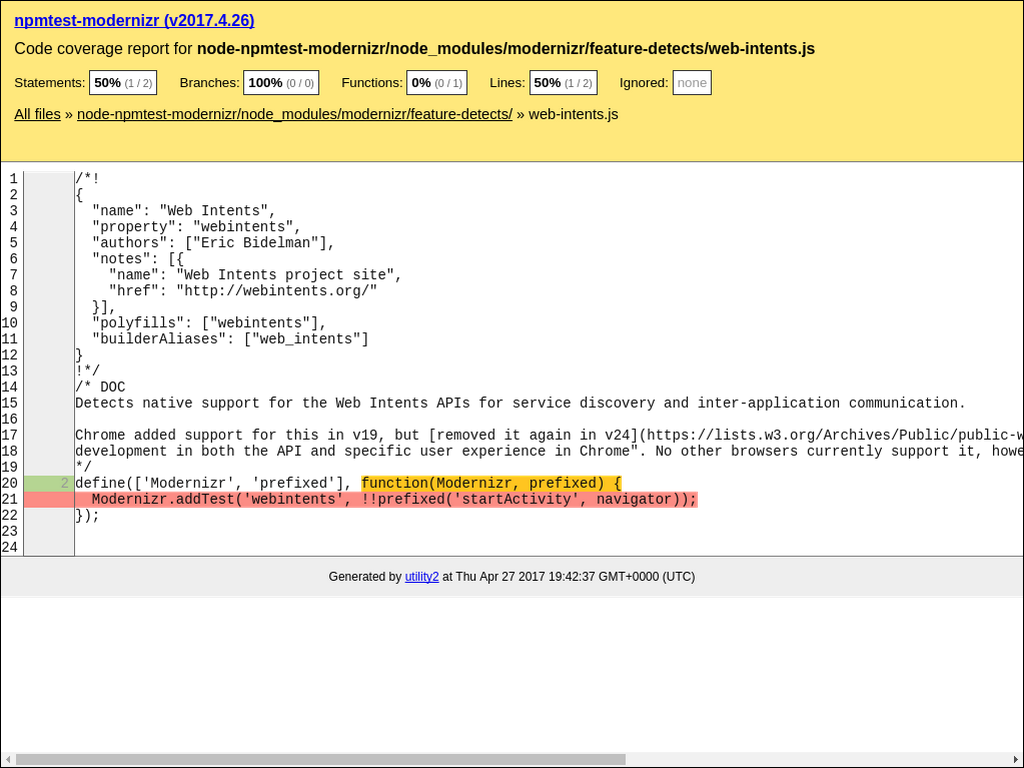 npmtest-modernizr (v2017.4.26)
Code coverage report for node-npmtest-modernizr/node_modules/modernizr/feature-detects/web-intents.js
Statements: 50% (1 / 2) Branches: 100% (0 / 0) Functions: 0% (0 / 1) Lines: 50% (1 / 2) Ignored: none
All files » node-npmtest-modernizr/node_modules/modernizr/feature-detects/ » web-intents.js
1 /*!
2 {
3   "name": "Web Intents",
4   "property": "webintents",
5   "authors": ["Eric Bidelman"],
6   "notes": [{
7     "name": "Web Intents project site",
8     "href": "http://webintents.org/"
9   }],
10   "polyfills": ["webintents"],
11   "builderAliases": ["web_intents"]
12 }
13 !*/
14 /* DOC
15 Detects native support for the Web Intents APIs for service discovery and inter-application communication.
16
17 Chrome added support for this in v19, but [removed it again in v24](https://lists.w3.org/Archives/Public/public-w
18 development in both the API and specific user experience in Chrome". No other browsers currently support it, howe
19 */
20 2 define(['Modernizr', 'prefixed'], function(Modernizr, prefixed) {
21   Modernizr.addTest('webintents', !!prefixed('startActivity', navigator));
22 });
23
24
Generated by utility2 at Thu Apr 27 2017 19:42:37 GMT+0000 (UTC)